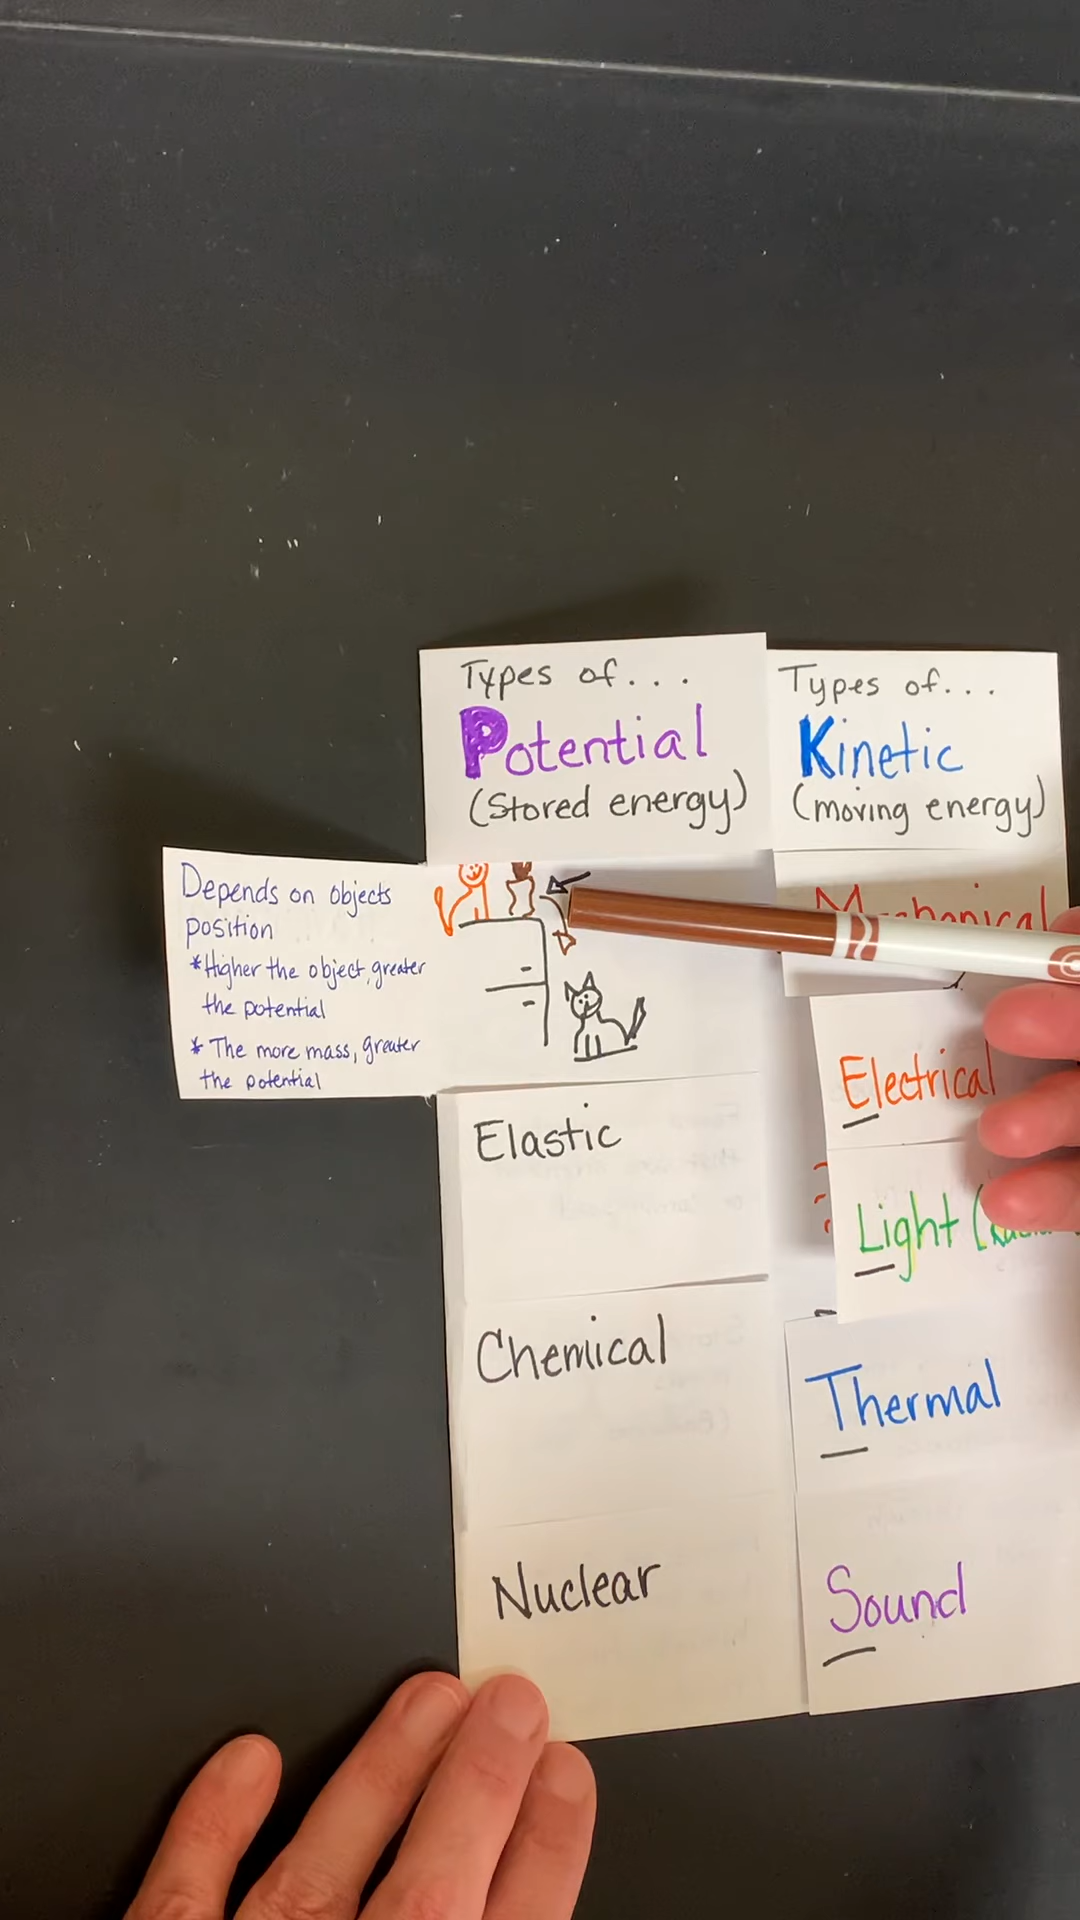 Types of...
Potential
(Stored energy)
Types of...
Kinetic
(moving energy)
Depends on objects
position
*Higher the object, greater
the potential
* The more mass, greater
the potential
Elastic
Chemical
Nuclear
Electrical
Light
Thermal
Sound